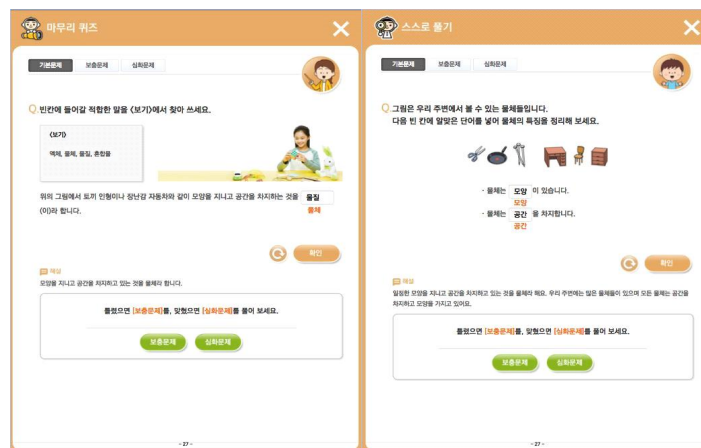 마무리 퀴즈
기본문제 보충문제 심화문제
Q. 빈칸에 들어갈 적합한 말을 <보기>에서 찾아 쓰세요.
<보기>
액체, 물체, 물질, 혼합물
위의 그림에서 토끼 인형이나 장난감 자동차와 같이 모양을 지니고 공간을 차지하는 것을 물질
(이)라 합니다. 물체
확인
해설
모양을 지니고 공간을 차지하고 있는 것을 물체라 합니다.
틀렸으면 [보충문제]를, 맞혔으면 [심화문제]를 풀어 보세요.
보충문제 심화문제
- 27 -
스스로 풀기
기본문제 보충문제 심화문제
Q. 그림은 우리 주변에서 볼 수 있는 물체들입니다.
다음 빈 칸에 알맞은 단어를 넣어 물체의 특징을 정리해 보세요.
· 물체는 모양 이 있습니다.
모양
· 물체는 공간 을 차지합니다.
공간
확인
해설
일정한 모양을 지니고 공간을 차지하고 있는 것을 물체라 해요. 우리 주변에는 많은 물체들이 있으며 모든 물체는 공간을
차지하고 모양을 가지고 있어요.
틀렸으면 [보충문제]를, 맞혔으면 [심화문제]를 풀어 보세요.
보충문제 심화문제
- 27 -